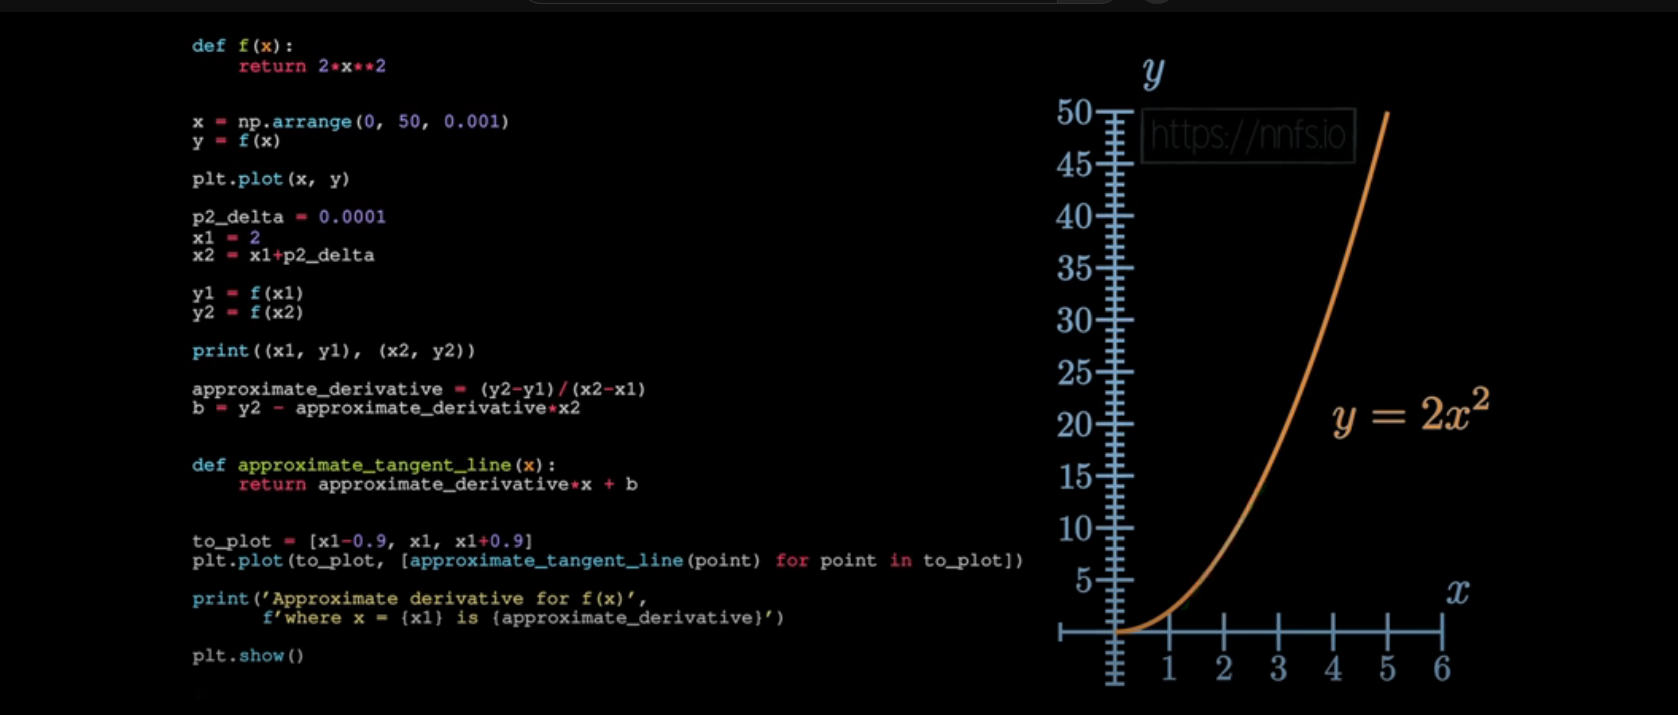 def f(x):
    return 2*x**2
x = np.arrange(0, 50, 0.001)
y = f(x)
plt.plot(x, y)
p2_delta = 0.0001
x1 = 2
x2 = x1+p2_delta
y1 = f(x1)
y2 = f(x2)
print((x1, y1), (x2, y2))
approximate_derivative = (y2-y1)/(x2-x1)
b = y2 - approximate_derivative*x2
def approximate_tangent_line(x):
    return approximate_derivative*x + b
to_plot = [x1-0.9, x1, x1+0.9]
plt.plot(to_plot, [approximate_tangent_line(point) for point in to_plot])
print('Approximate derivative for f(x)',
      f'where x = {x1} is {approximate_derivative}')
plt.show()
y
https://nnfs.io
50
45
40
35
30
25
20
15
10
5
y = 2x²
x
1 2 3 4 5 6